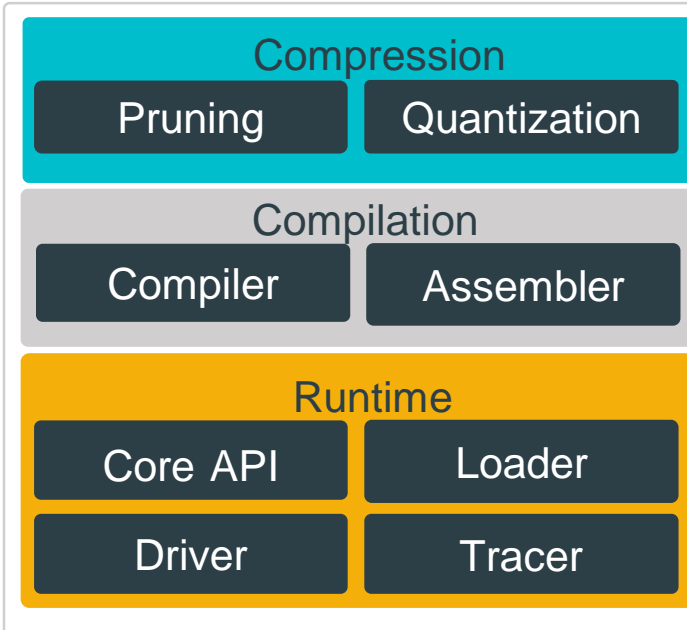 Compression
Pruning Quantization
Compilation
Compiler Assembler
Runtime
Core API Loader
Driver Tracer